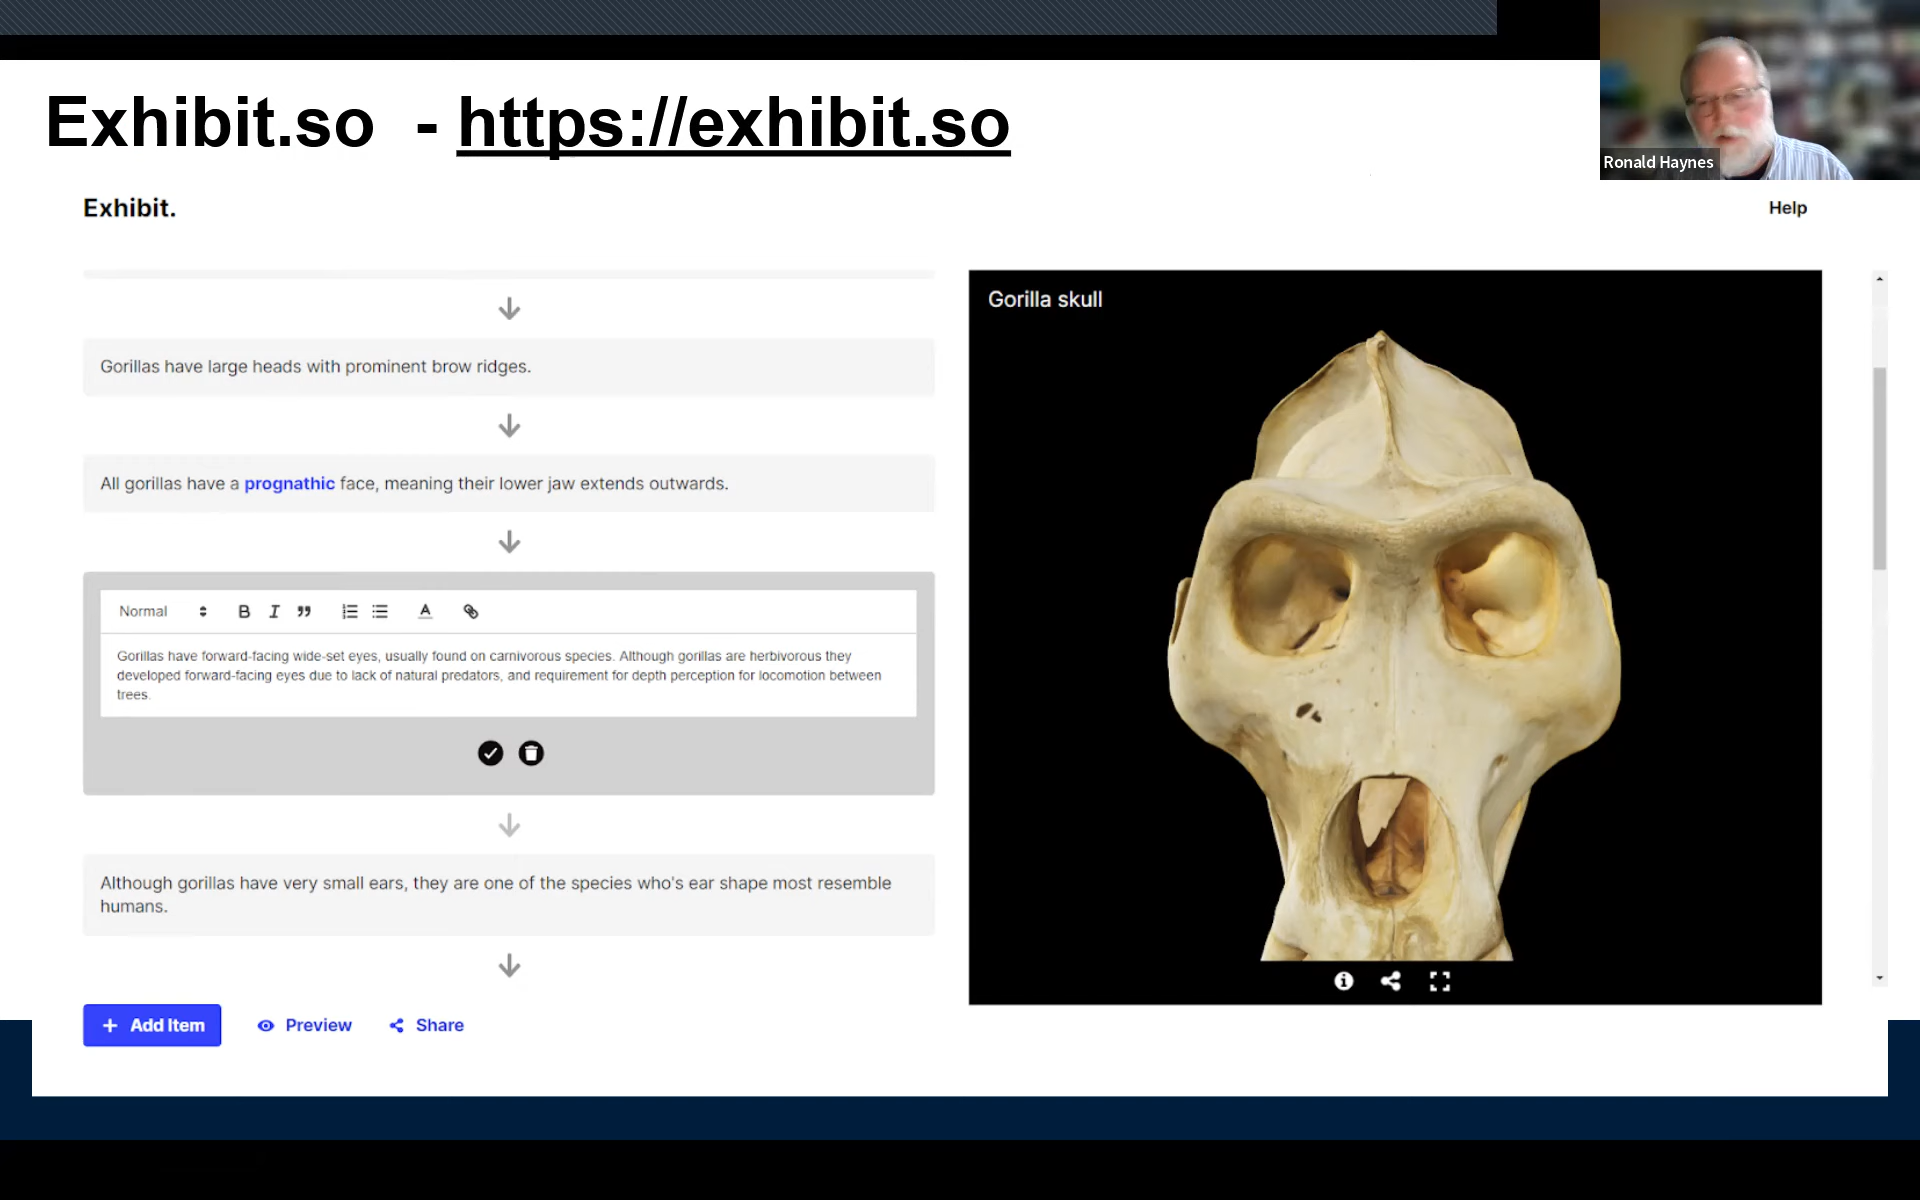 Exhibit.so - https://exhibit.so
Ronald Haynes
Exhibit.
Help
Gorillas have large heads with prominent brow ridges.
All gorillas have a prognathic face, meaning their lower jaw extends outwards.
Normal
B I
A
Gorillas have forward-facing wide-set eyes, usually found on carnivorous species. Although gorillas are herbivorous they
developed forward-facing eyes due to lack of natural predators, and requirement for depth perception for locomotion between
trees.
Although gorillas have very small ears, they are one of the species who's ear shape most resemble
humans.
+ Add Item
Preview
Share
Gorilla skull